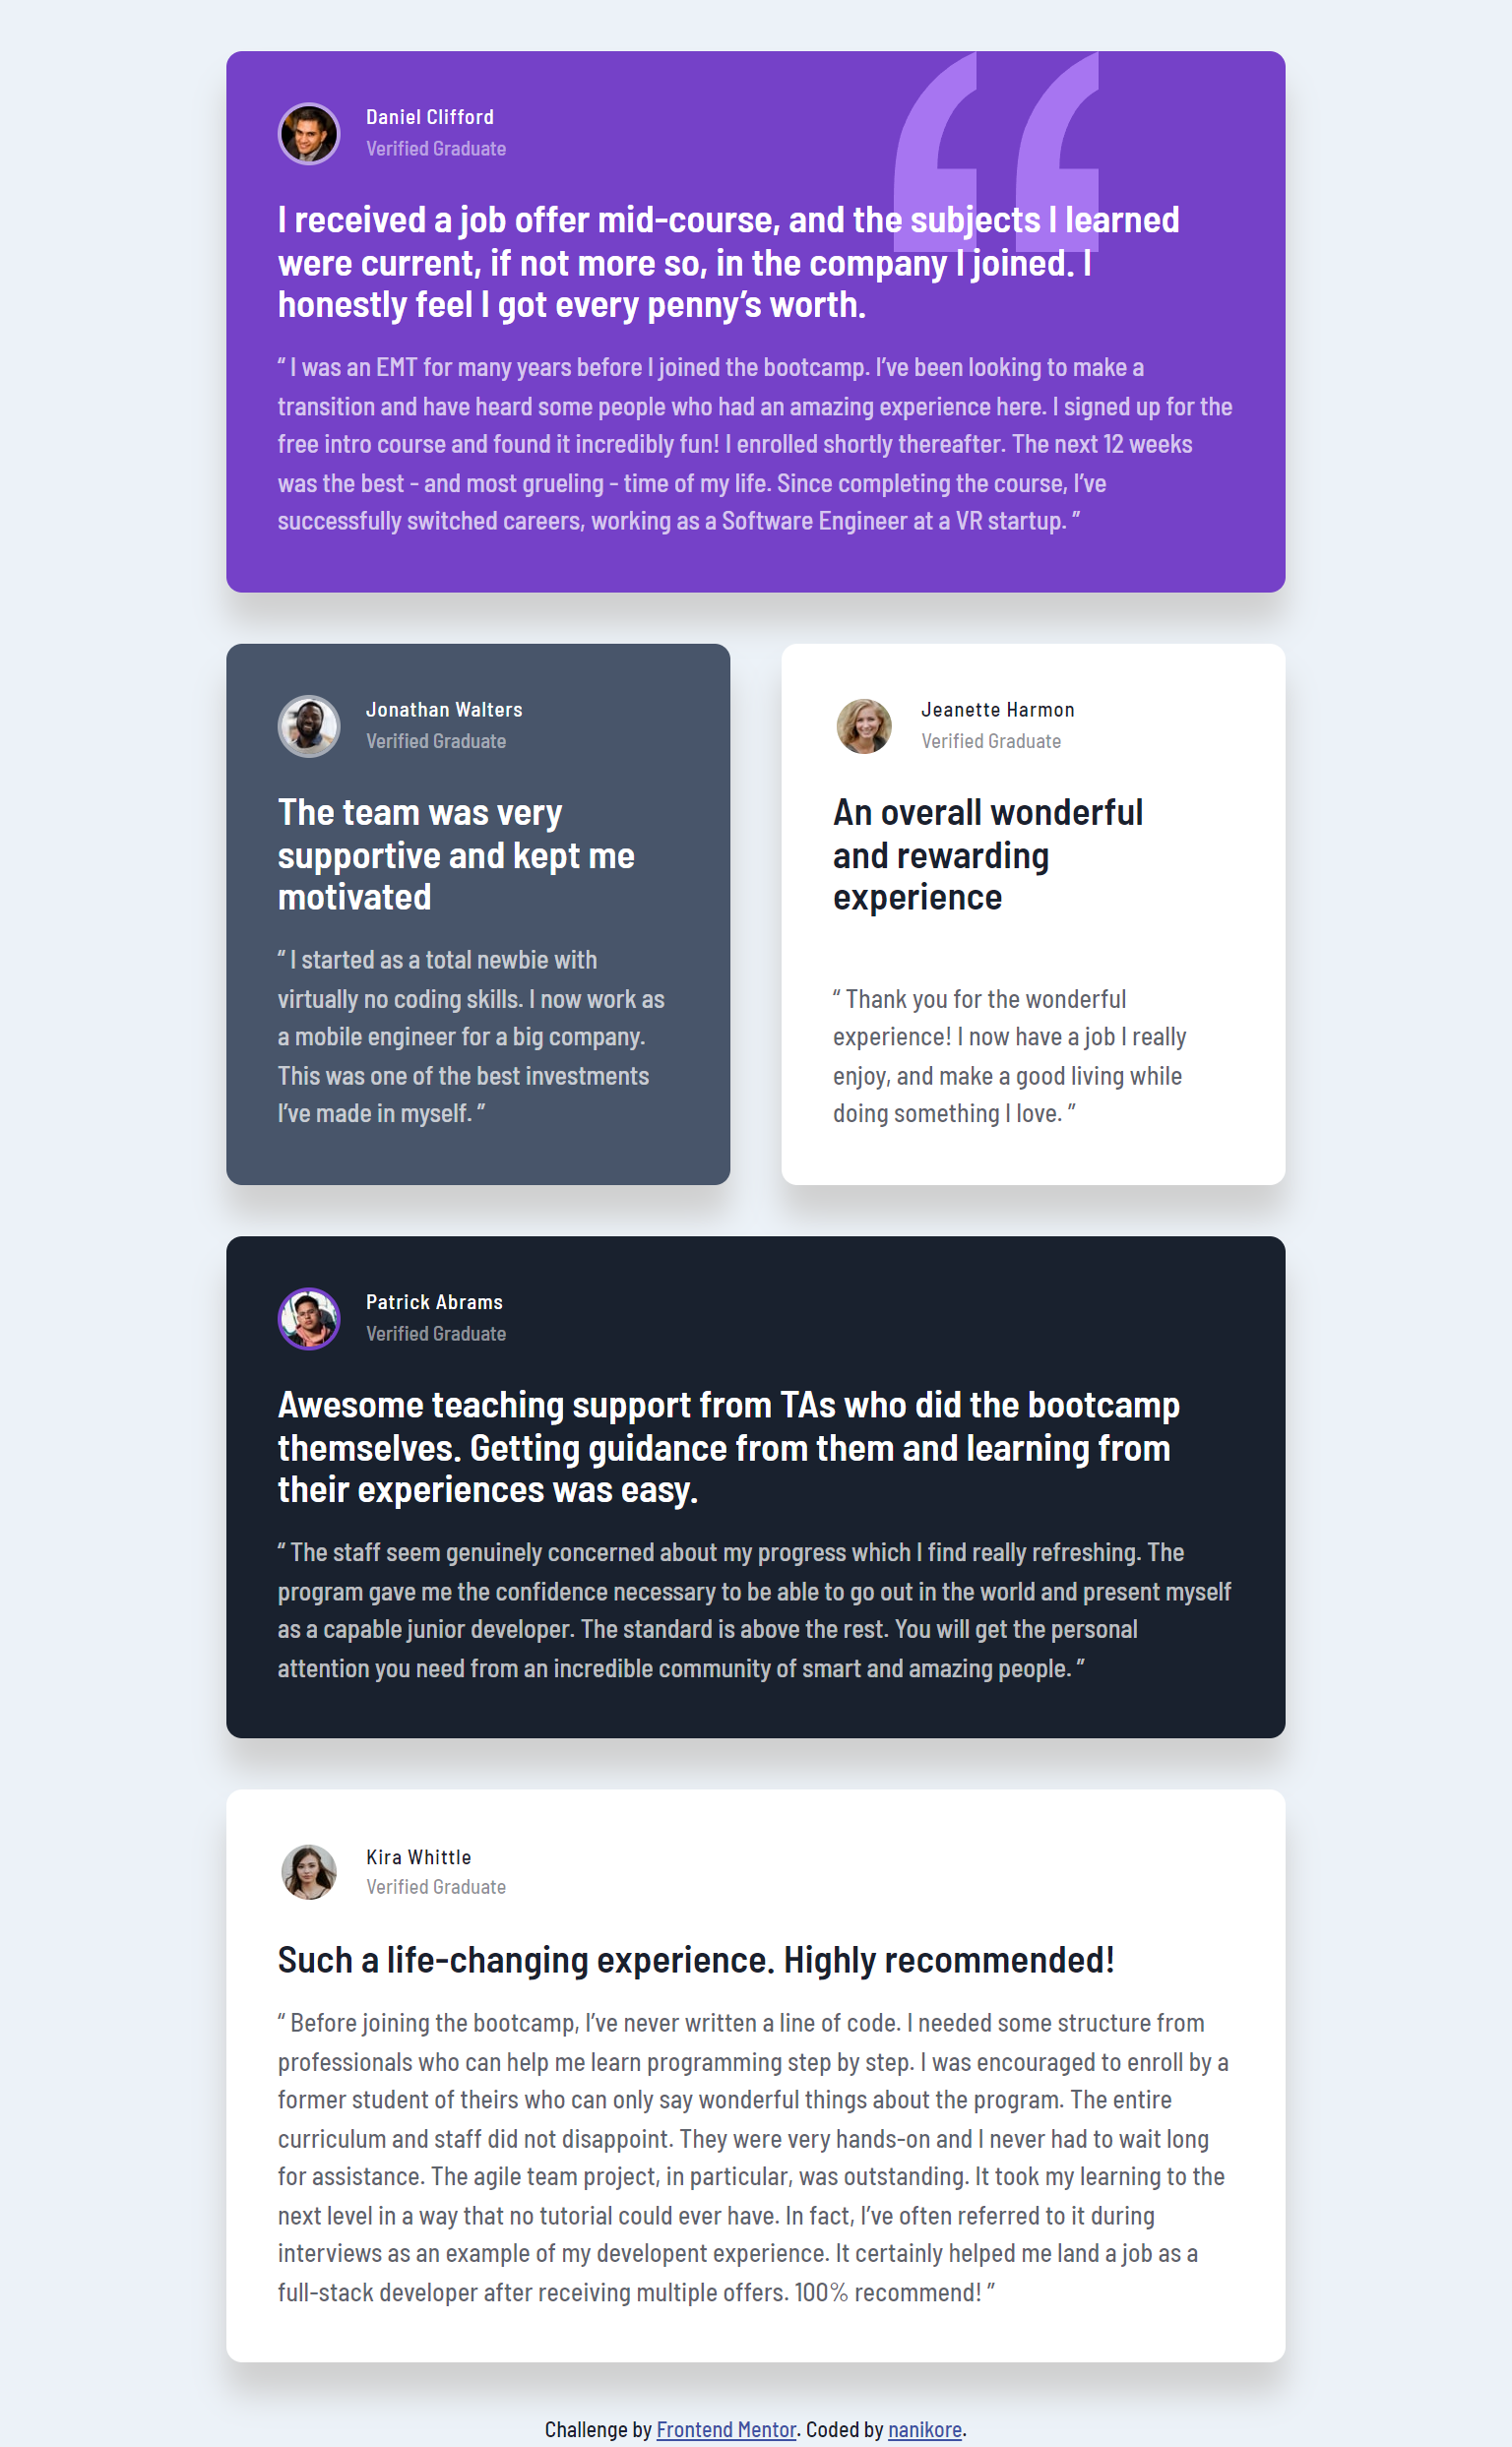 Daniel Clifford
Verified Graduate
I received a job offer mid-course, and the subjects I learned
were current, if not more so, in the company I joined. I
honestly feel I got every penny’s worth.
“ I was an EMT for many years before I joined the bootcamp. I’ve been looking to make a
transition and have heard some people who had an amazing experience here. I signed up for the
free intro course and found it incredibly fun! I enrolled shortly thereafter. The next 12 weeks
was the best - and most grueling - time of my life. Since completing the course, I’ve
successfully switched careers, working as a Software Engineer at a VR startup. ”
Jonathan Walters
Verified Graduate
The team was very
supportive and kept me
motivated
“ I started as a total newbie with
virtually no coding skills. I now work as
a mobile engineer for a big company.
This was one of the best investments
I’ve made in myself. ”
Jeanette Harmon
Verified Graduate
An overall wonderful
and rewarding
experience
“ Thank you for the wonderful
experience! I now have a job I really
enjoy, and make a good living while
doing something I love. ”
Patrick Abrams
Verified Graduate
Awesome teaching support from TAs who did the bootcamp
themselves. Getting guidance from them and learning from
their experiences was easy.
“ The staff seem genuinely concerned about my progress which I find really refreshing. The
program gave me the confidence necessary to be able to go out in the world and present myself
as a capable junior developer. The standard is above the rest. You will get the personal
attention you need from an incredible community of smart and amazing people. ”
Kira Whittle
Verified Graduate
Such a life-changing experience. Highly recommended!
“ Before joining the bootcamp, I’ve never written a line of code. I needed some structure from
professionals who can help me learn programming step by step. I was encouraged to enroll by a
former student of theirs who can only say wonderful things about the program. The entire
curriculum and staff did not disappoint. They were very hands-on and I never had to wait long
for assistance. The agile team project, in particular, was outstanding. It took my learning to the
next level in a way that no tutorial could ever have. In fact, I’ve often referred to it during
interviews as an example of my developent experience. It certainly helped me land a job as a
full-stack developer after receiving multiple offers. 100% recommend! ”
Challenge by Frontend Mentor. Coded by nanikore.